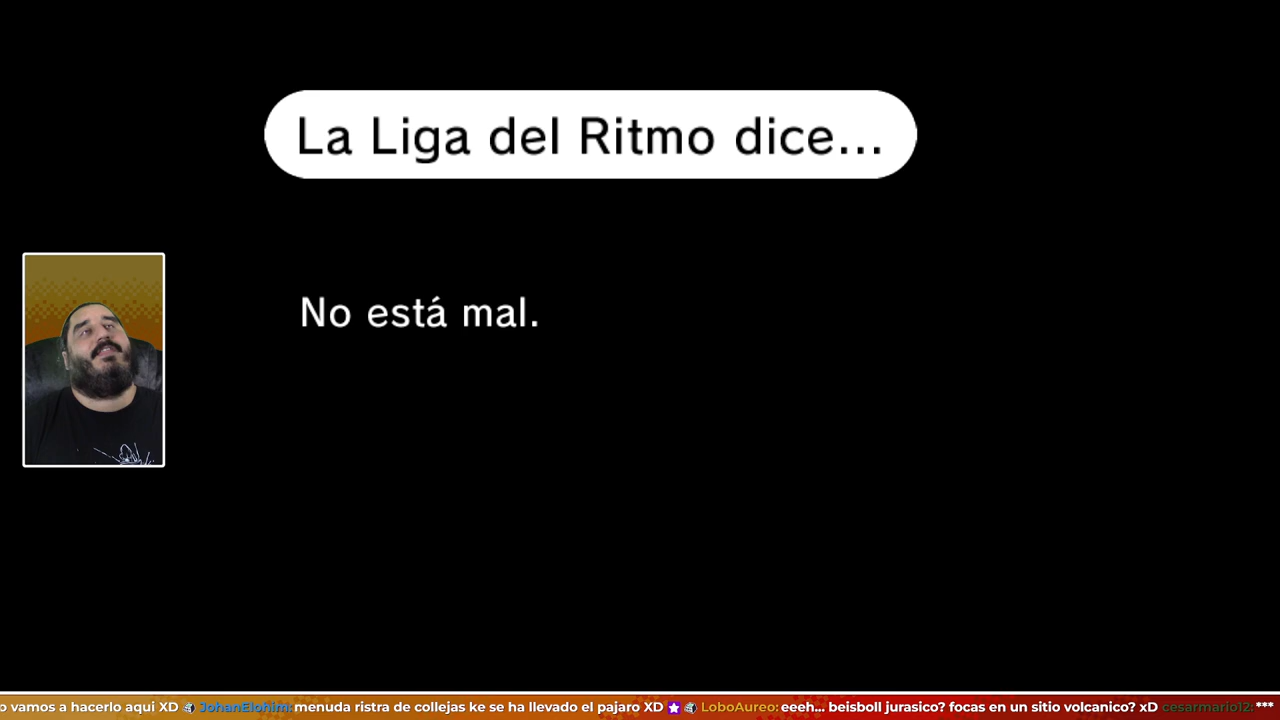 La Liga del Ritmo dice...
No está mal.
o vamos a hacerlo aqui XD JohanElohim: menuda ristra de collejas ke se ha llevado el pajaro XD LoboAureo: eeeh... beisboll jurasico? focas en un sitio volcanico? xD cesarmario12: ***